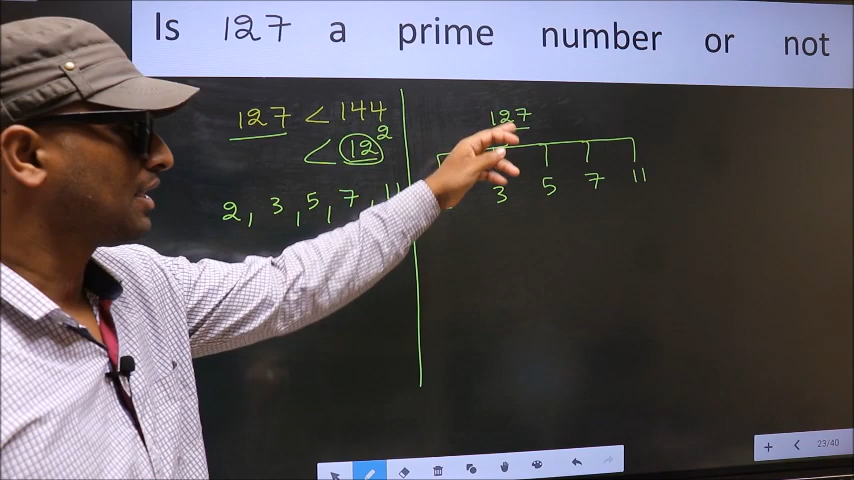 Is 127 a prime number or not
127 < 144
< 12²
2, 3, 5, 7, 11
127
3 5 7 11
23/40